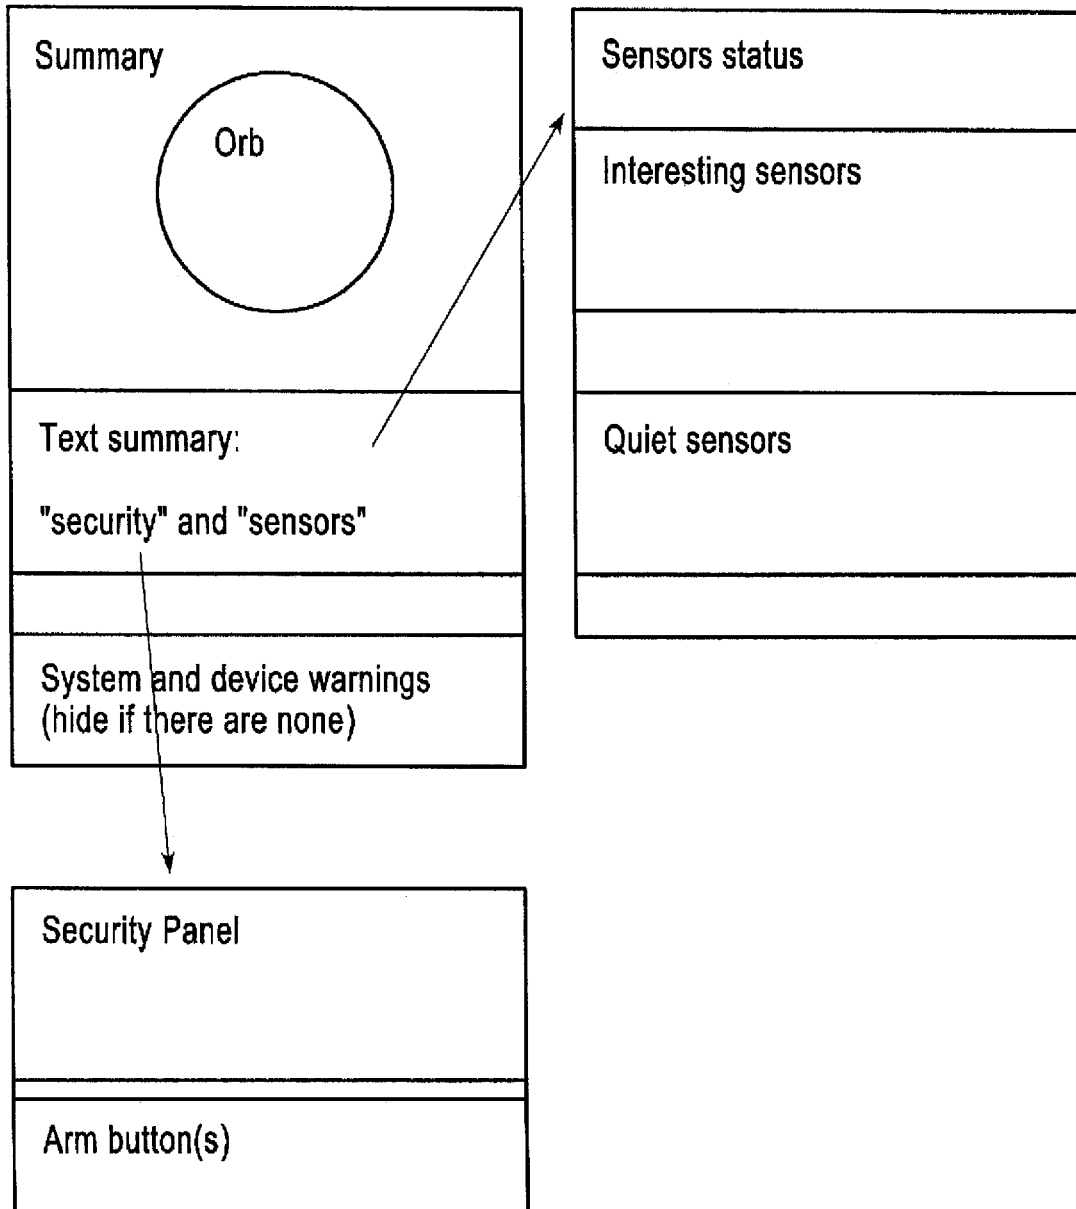 Summary
Orb
Text summary:
"security" and "sensors"
System and device warnings
(hide if there are none)
Sensors status
Interesting sensors
Quiet sensors
Security Panel
Arm button(s)